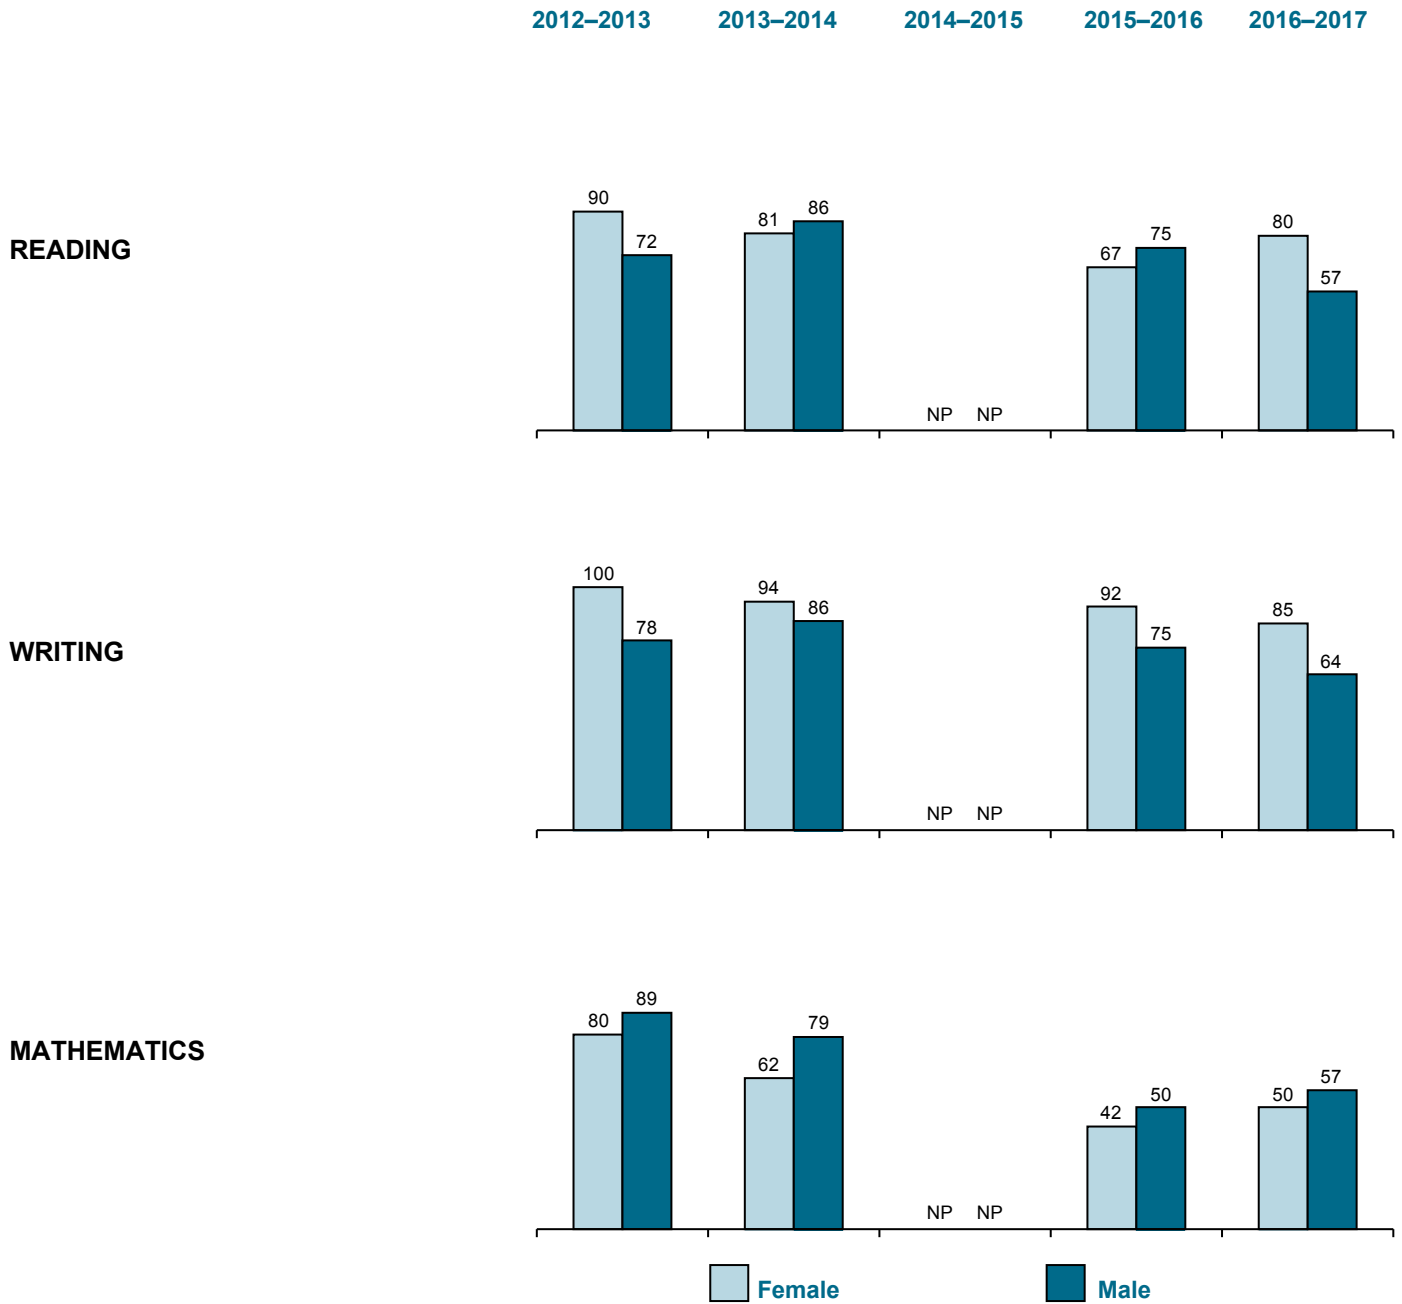 2012–2013 2013–2014 2014–2015 2015–2016 2016–2017
READING
90 72 81 86 NP NP 67 75 80 57
WRITING
100 78 94 86 NP NP 92 75 85 64
MATHEMATICS
80 89 62 79 NP NP 42 50 50 57
Female Male